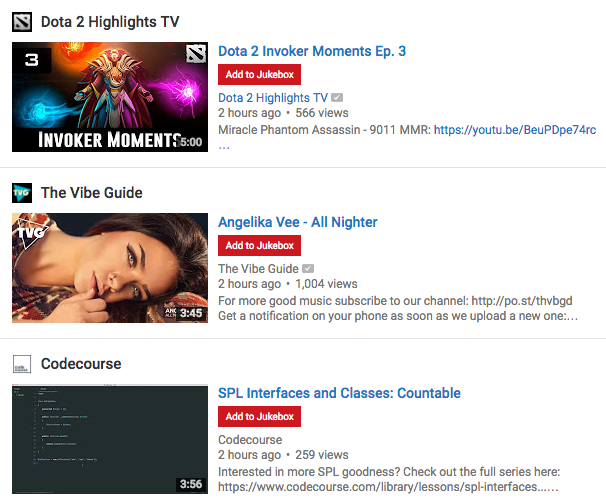 Dota 2 Highlights TV
3
INVOKER MOMENTS
5:00
Dota 2 Invoker Moments Ep. 3
Add to Jukebox
Dota 2 Highlights TV
2 hours ago • 566 views
Miracle Phantom Assassin - 9011 MMR: https://youtu.be/BeuPDpe74rc
...
TVG
The Vibe Guide
TVG
3:45
Angelika Vee - All Nighter
Add to Jukebox
The Vibe Guide
2 hours ago • 1,004 views
For more good music subscribe to our channel: http://po.st/thvbgd
Get a notification on your phone as soon as we upload a new one:...
Codecourse
3:56
SPL Interfaces and Classes: Countable
Add to Jukebox
Codecourse
2 hours ago • 259 views
Interested in more SPL goodness? Check out the full series here:
https://www.codecourse.com/library/lessons/spl-interfaces......